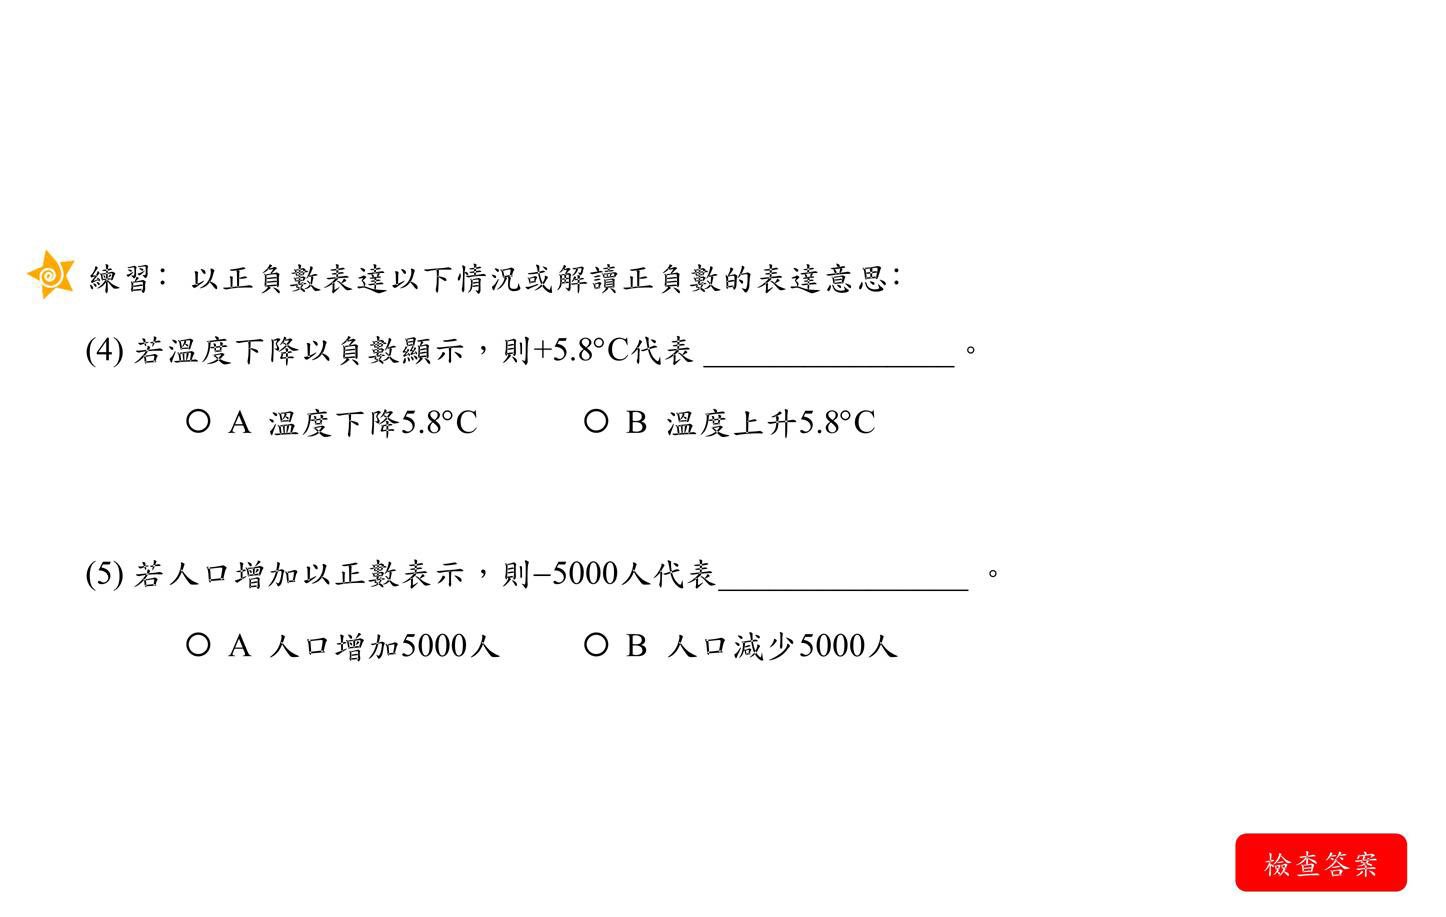 練習： 以正負數表達以下情況或解讀正負數的表達意思：
(4) 若溫度下降以負數顯示，則+5.8°C代表 _______________ 。
A 溫度下降5.8°C B 溫度上升5.8°C
(5) 若人口增加以正數表示，則–5000人代表_______________ 。
A 人口增加5000人 B 人口減少5000人
檢查答案